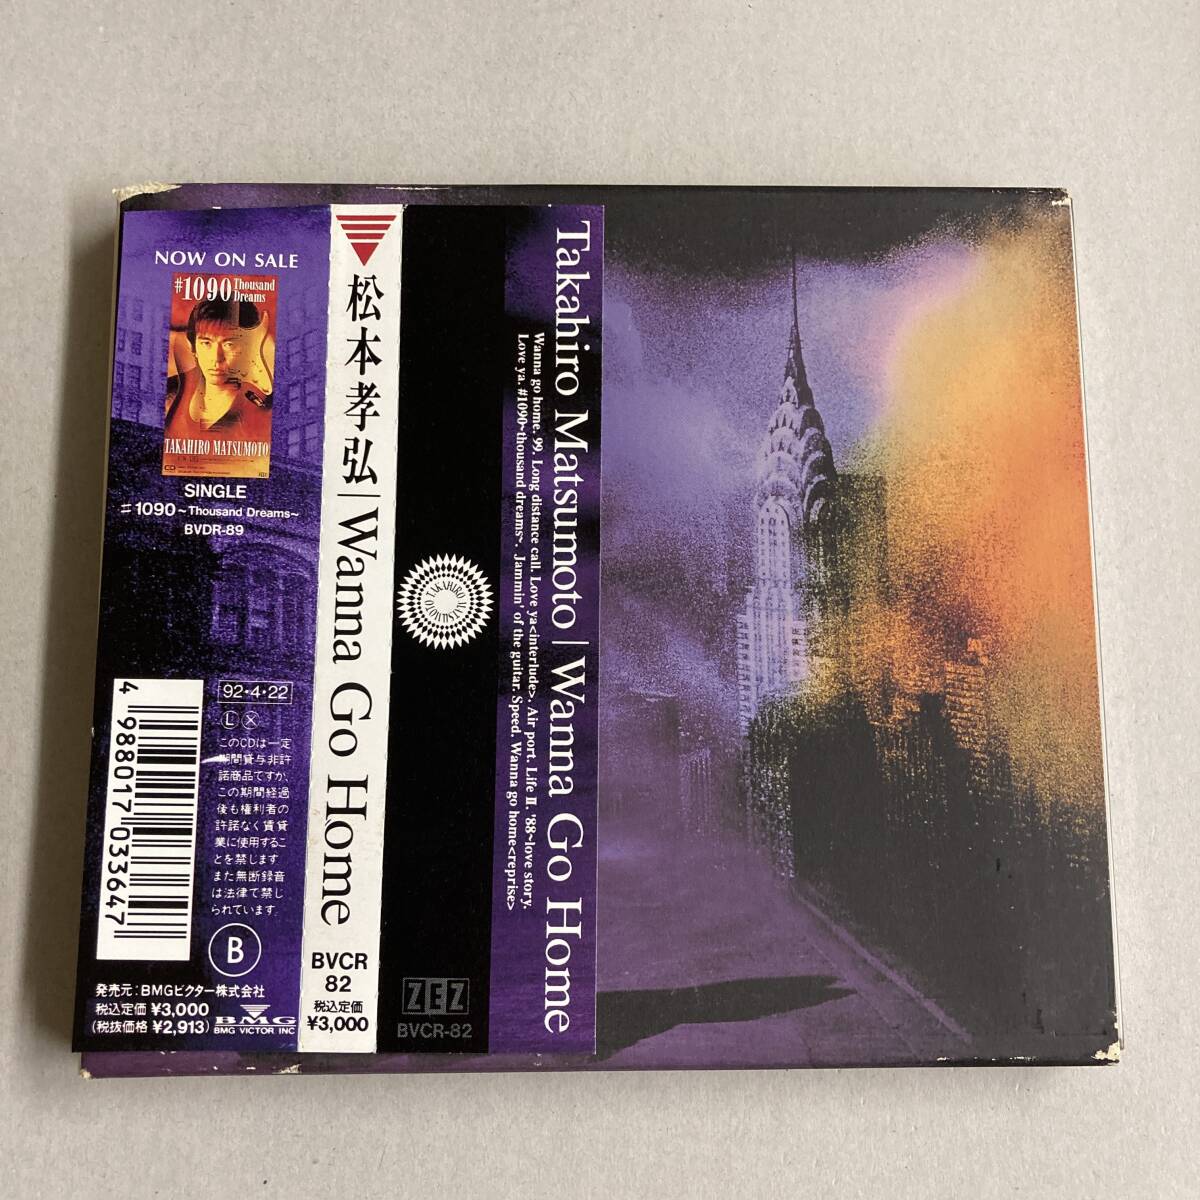 NOW ON SALE
#1090 Thousand
Dreams
TAKAHIRO MATSUMOTO
SINGLE
♯1090～Thousand Dreams～
BVDR-89
92・4・22
Ⓛ ⓧ
このCDは一定
期間貸与非許
諾商品ですが、
この期間経過
後も権利者の
許諾なく賃貸
業に使用するこ
とを禁じます
また無断録音
は法律で禁じ
られています。
4 988017 033647
B
発売元：BMGビクター株式会社
税込定価 ¥3,000
(税抜価格 ¥2,913)
BMG
BMG VICTOR INC
松本孝弘｜Wanna Go Home
BVCR
82
税込定価
¥3,000
TAKAHIRO MATSUMOTO
ZEZ
BVCR-82
Takahiro Matsumoto | Wanna Go Home
Wanna go home. 99. Long distance call. Love ya<interlude>. Air port. Life II. '88~love story.
Love ya. #1090~thousand dreams~. Jammin' of the guitar. Speed. Wanna go home<reprise>